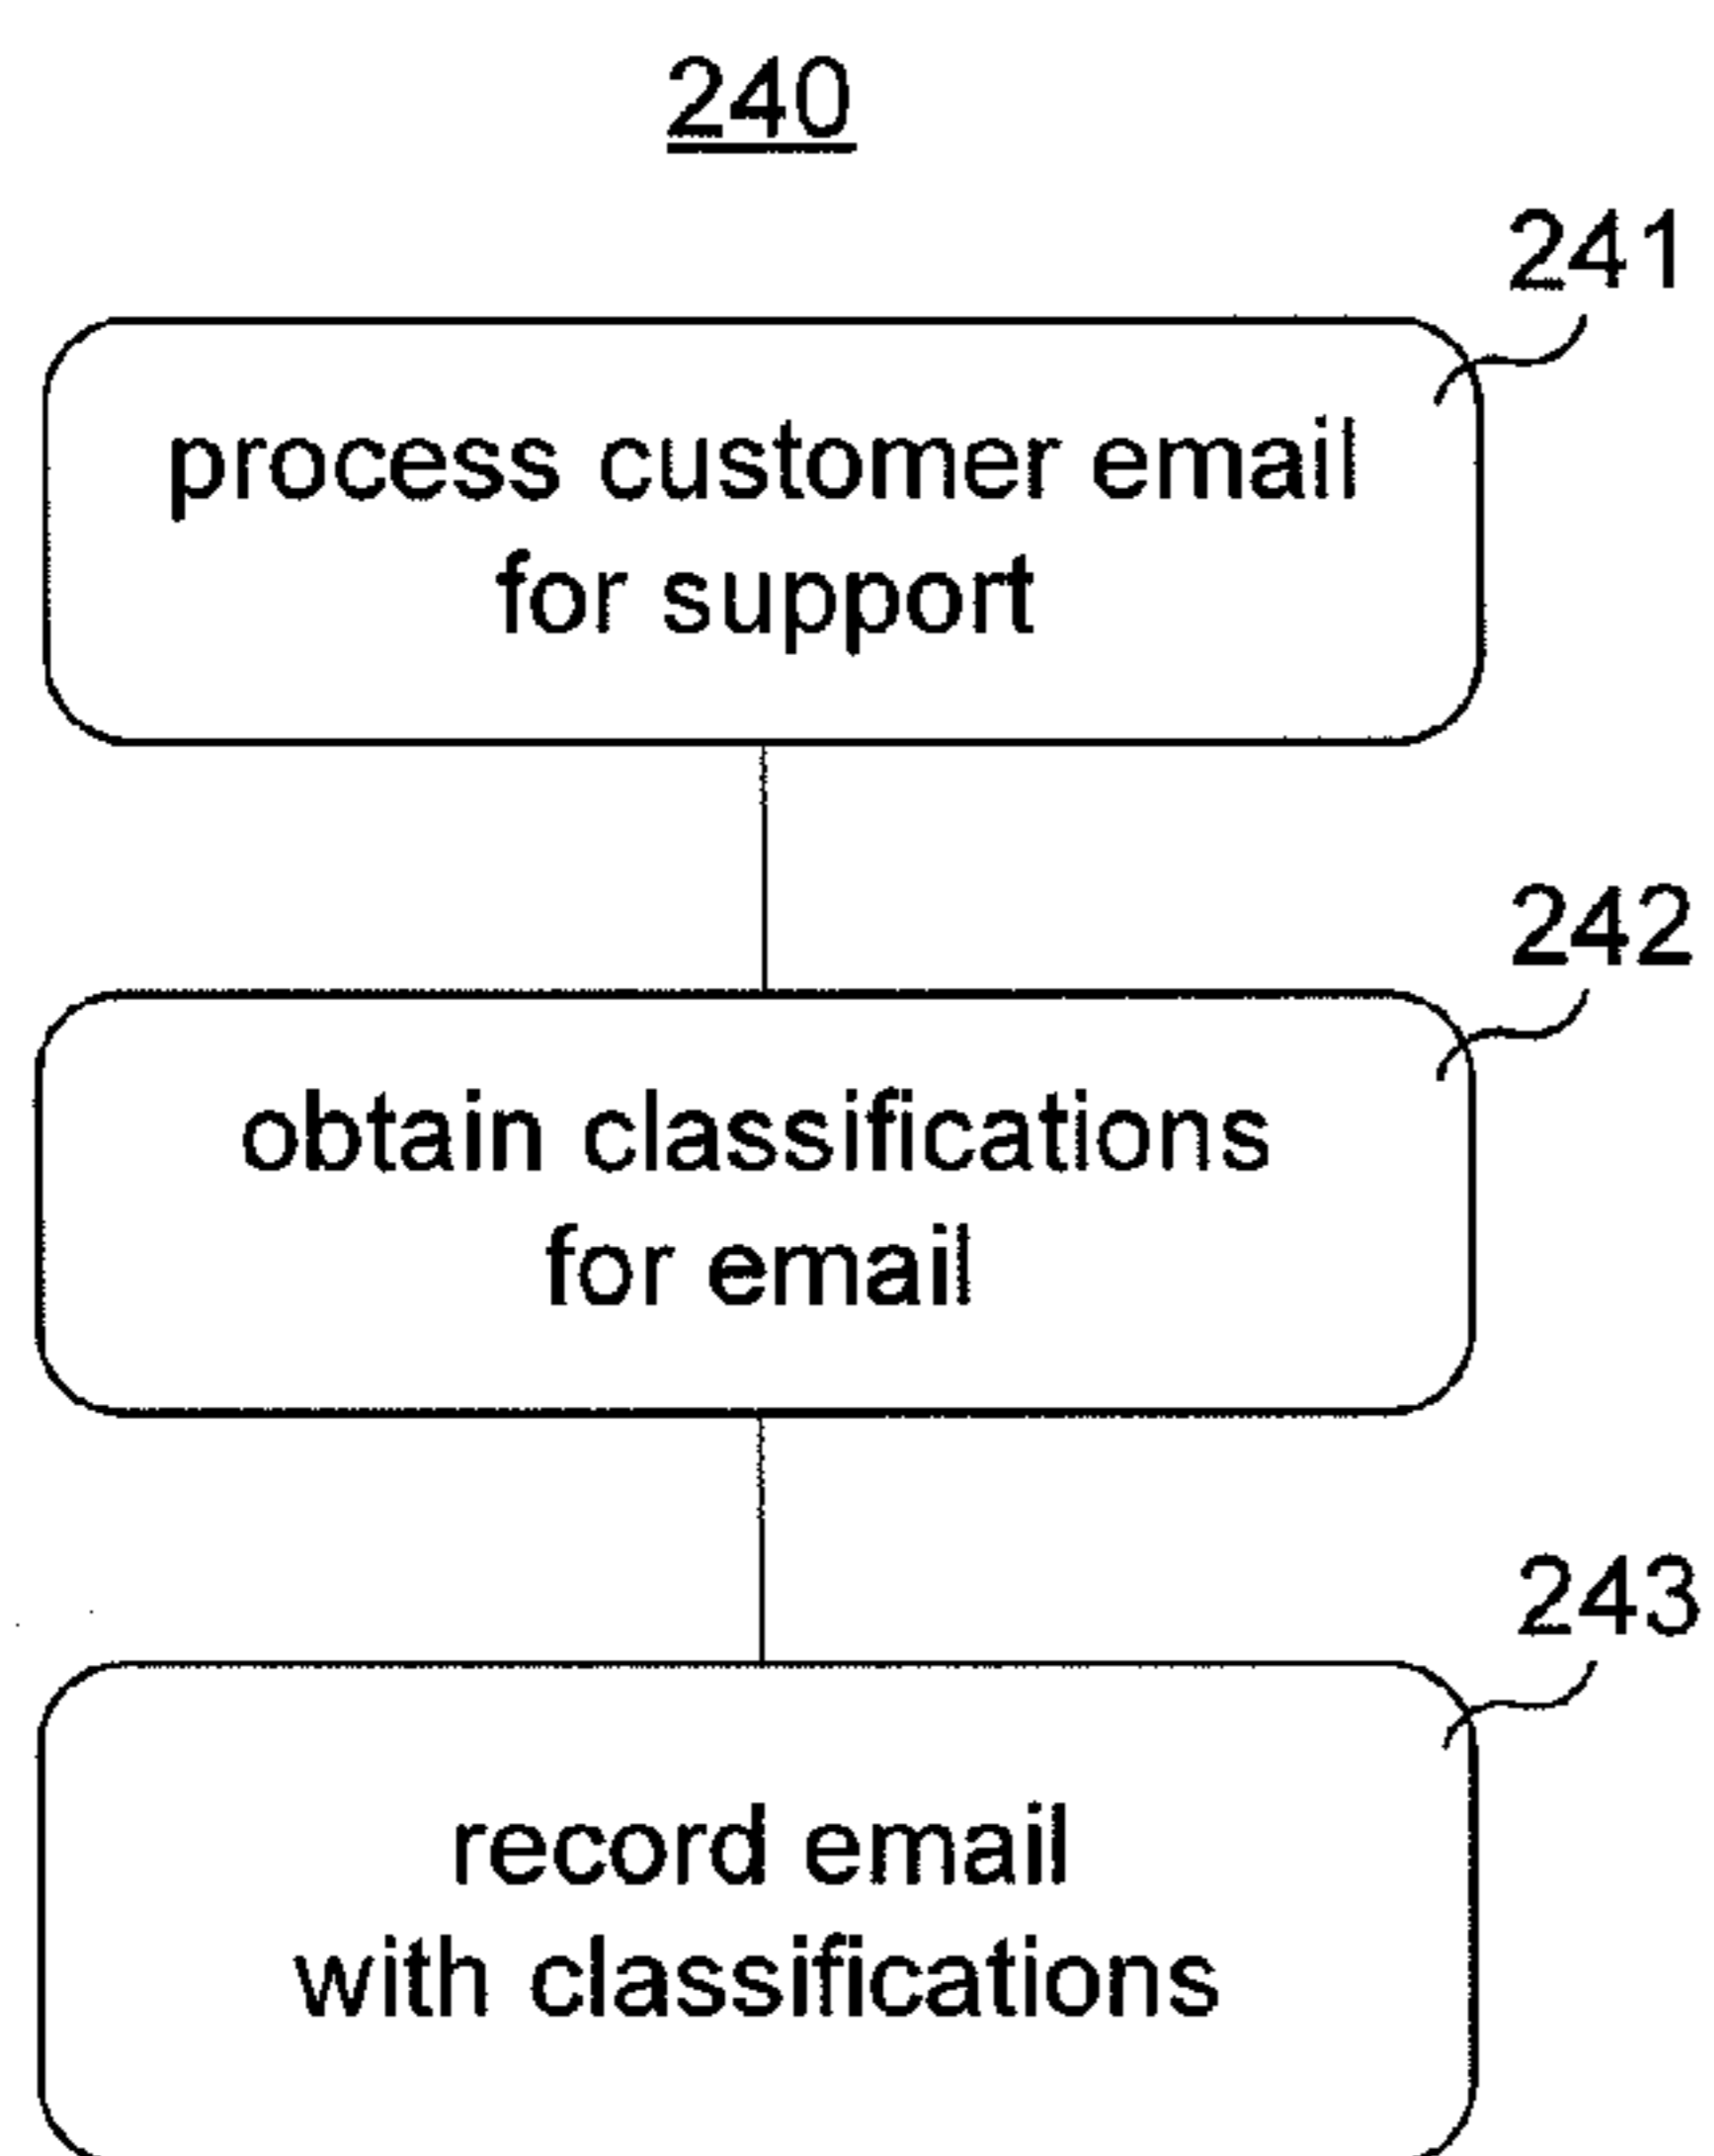 240
241
process customer email
for support
242
obtain classifications
for email
243
record email
with classifications